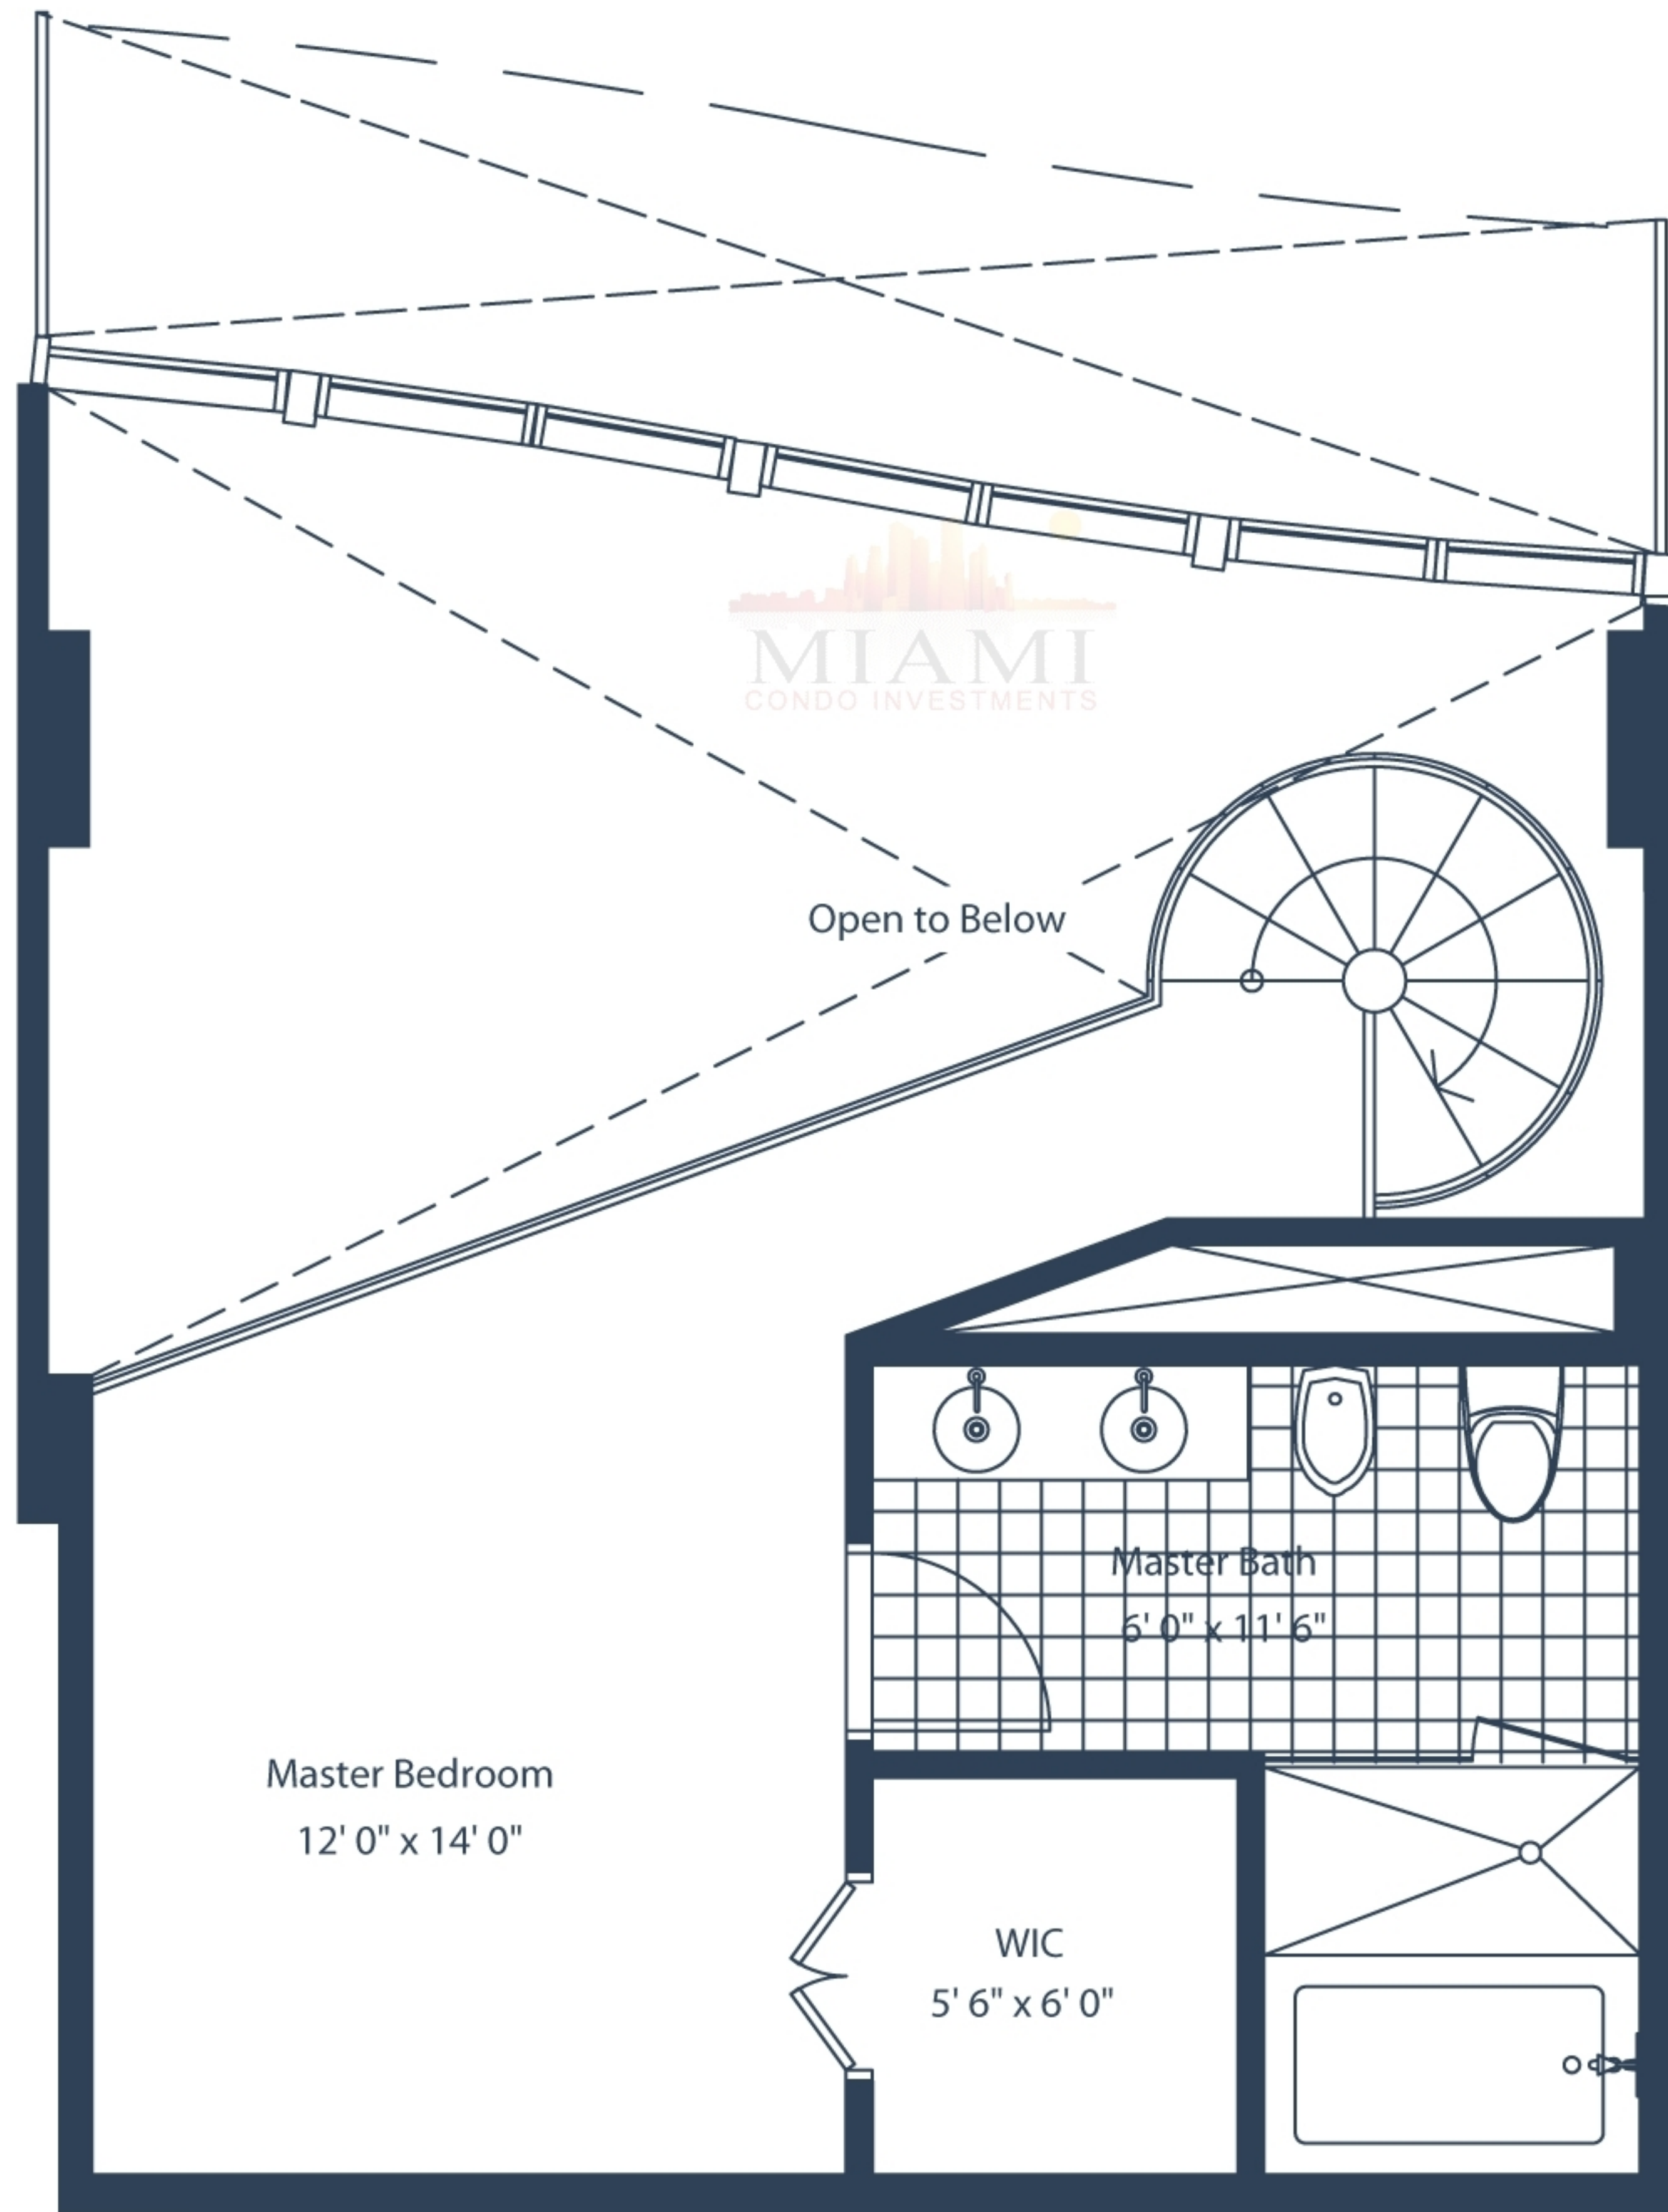 MIAMI
CONDO INVESTMENTS
Open to Below
Master Bath
6' 0" x 11' 6"
Master Bedroom
12' 0" x 14' 0"
WIC
5' 6" x 6' 0"